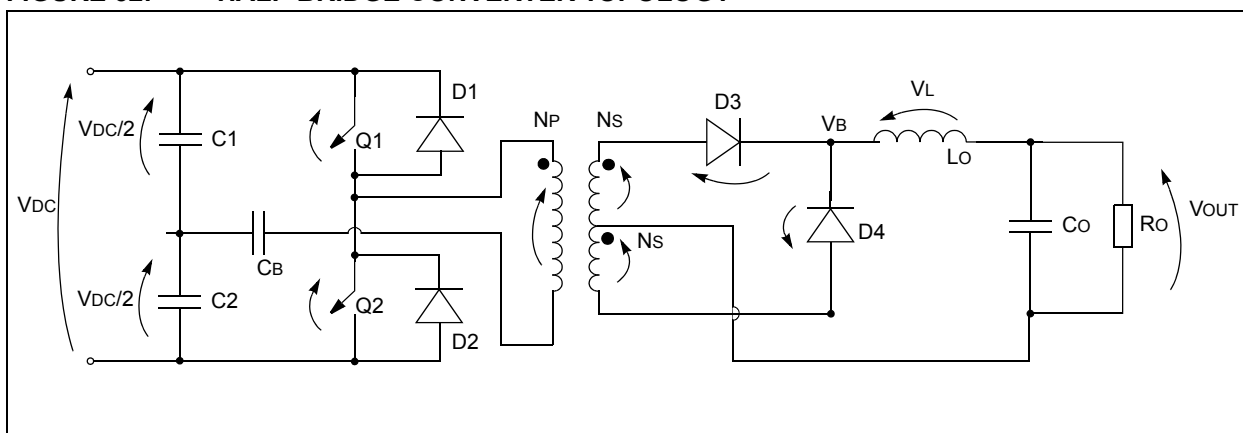 FIGURE HALF-BRIDGE CONVERTER TOPOLOGY
D1
VL
D3
VDC/2
NP
NS
VB
C1
Q1
LO
VDC
D4
CO
RO
VOUT
NS
CB
VDC/2
C2
Q2
D2